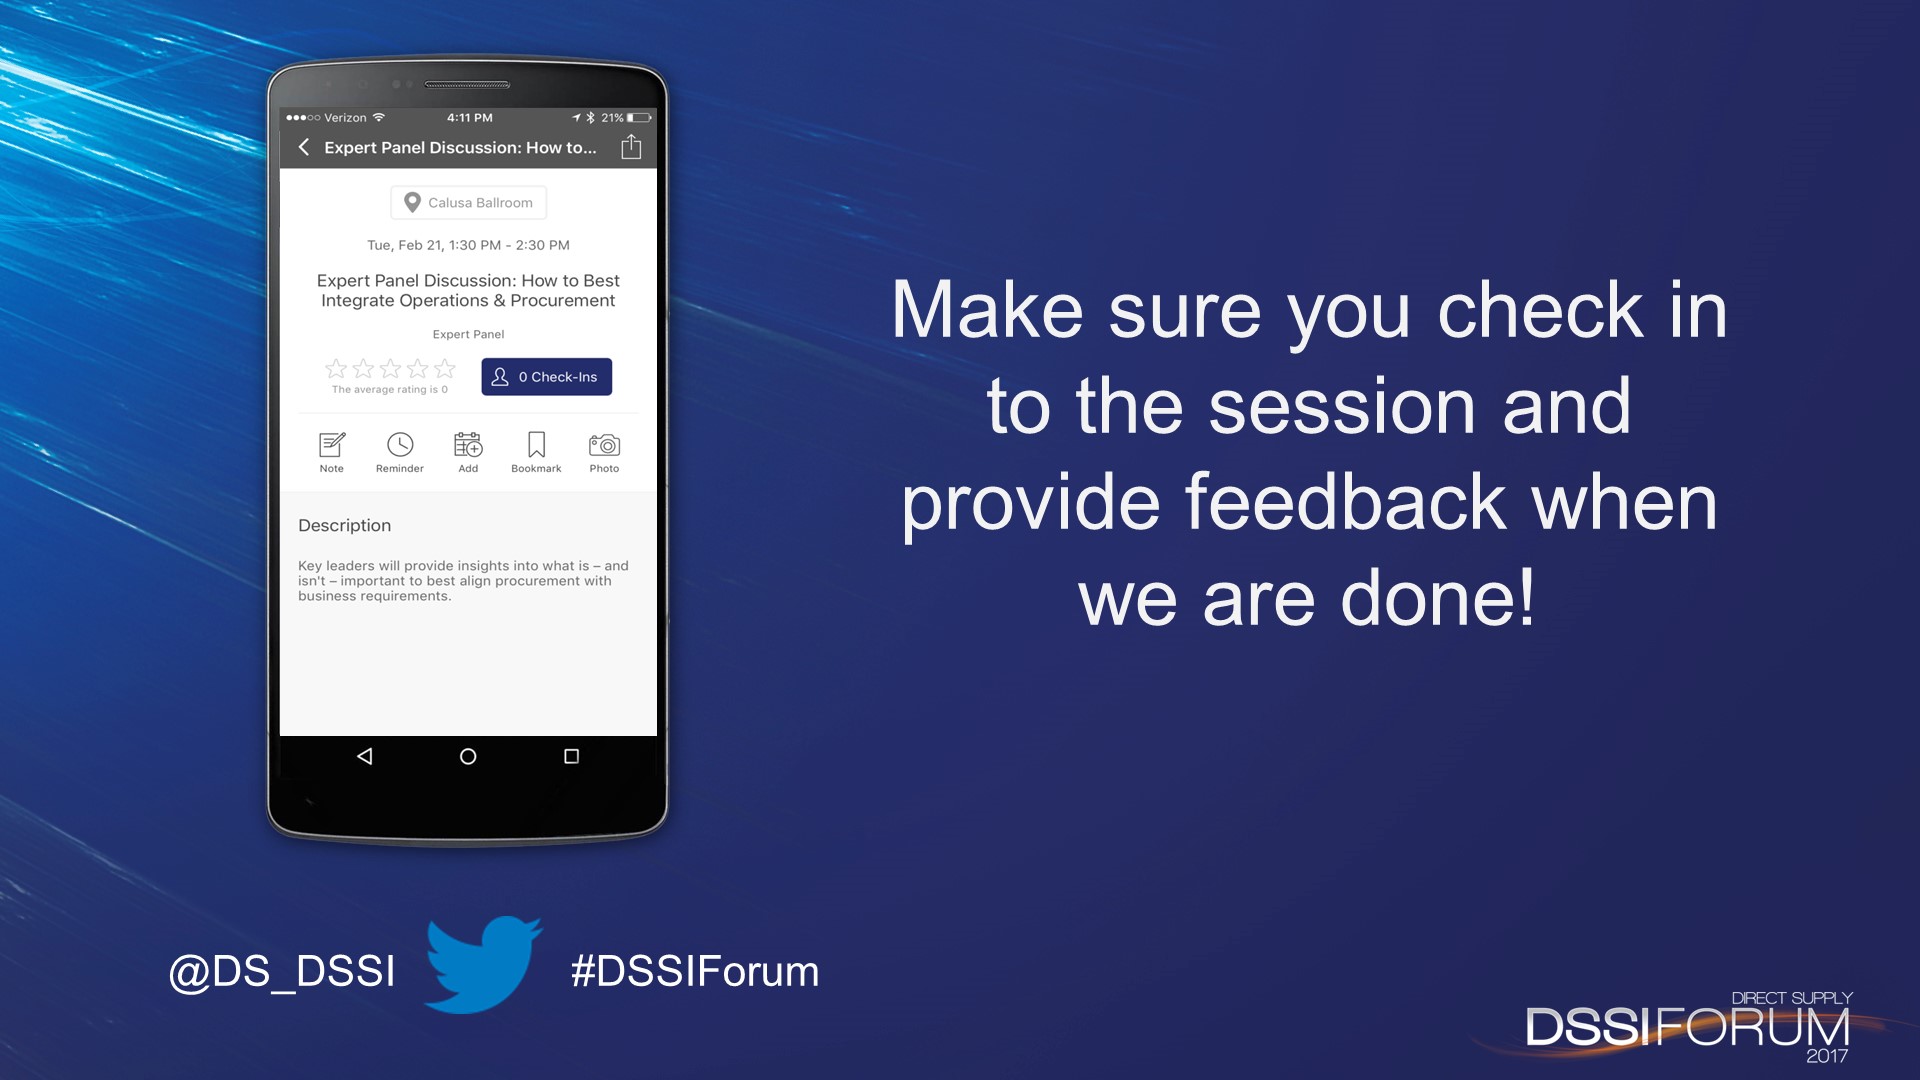 Verizon 4:11 PM 21%
Expert Panel Discussion: How to...
Calusa Ballroom
Tue, Feb 21, 1:30 PM - 2:30 PM
Expert Panel Discussion: How to Best
Integrate Operations & Procurement
Expert Panel
0 Check-Ins
The average rating is 0
Note Reminder Add Bookmark Photo
Description
Key leaders will provide insights into what is – and
isn't – important to best align procurement with
business requirements.
Make sure you check in
to the session and
provide feedback when
we are done!
@DS_DSSI #DSSIForum
DIRECT SUPPLY
DSSIFORUM
2017